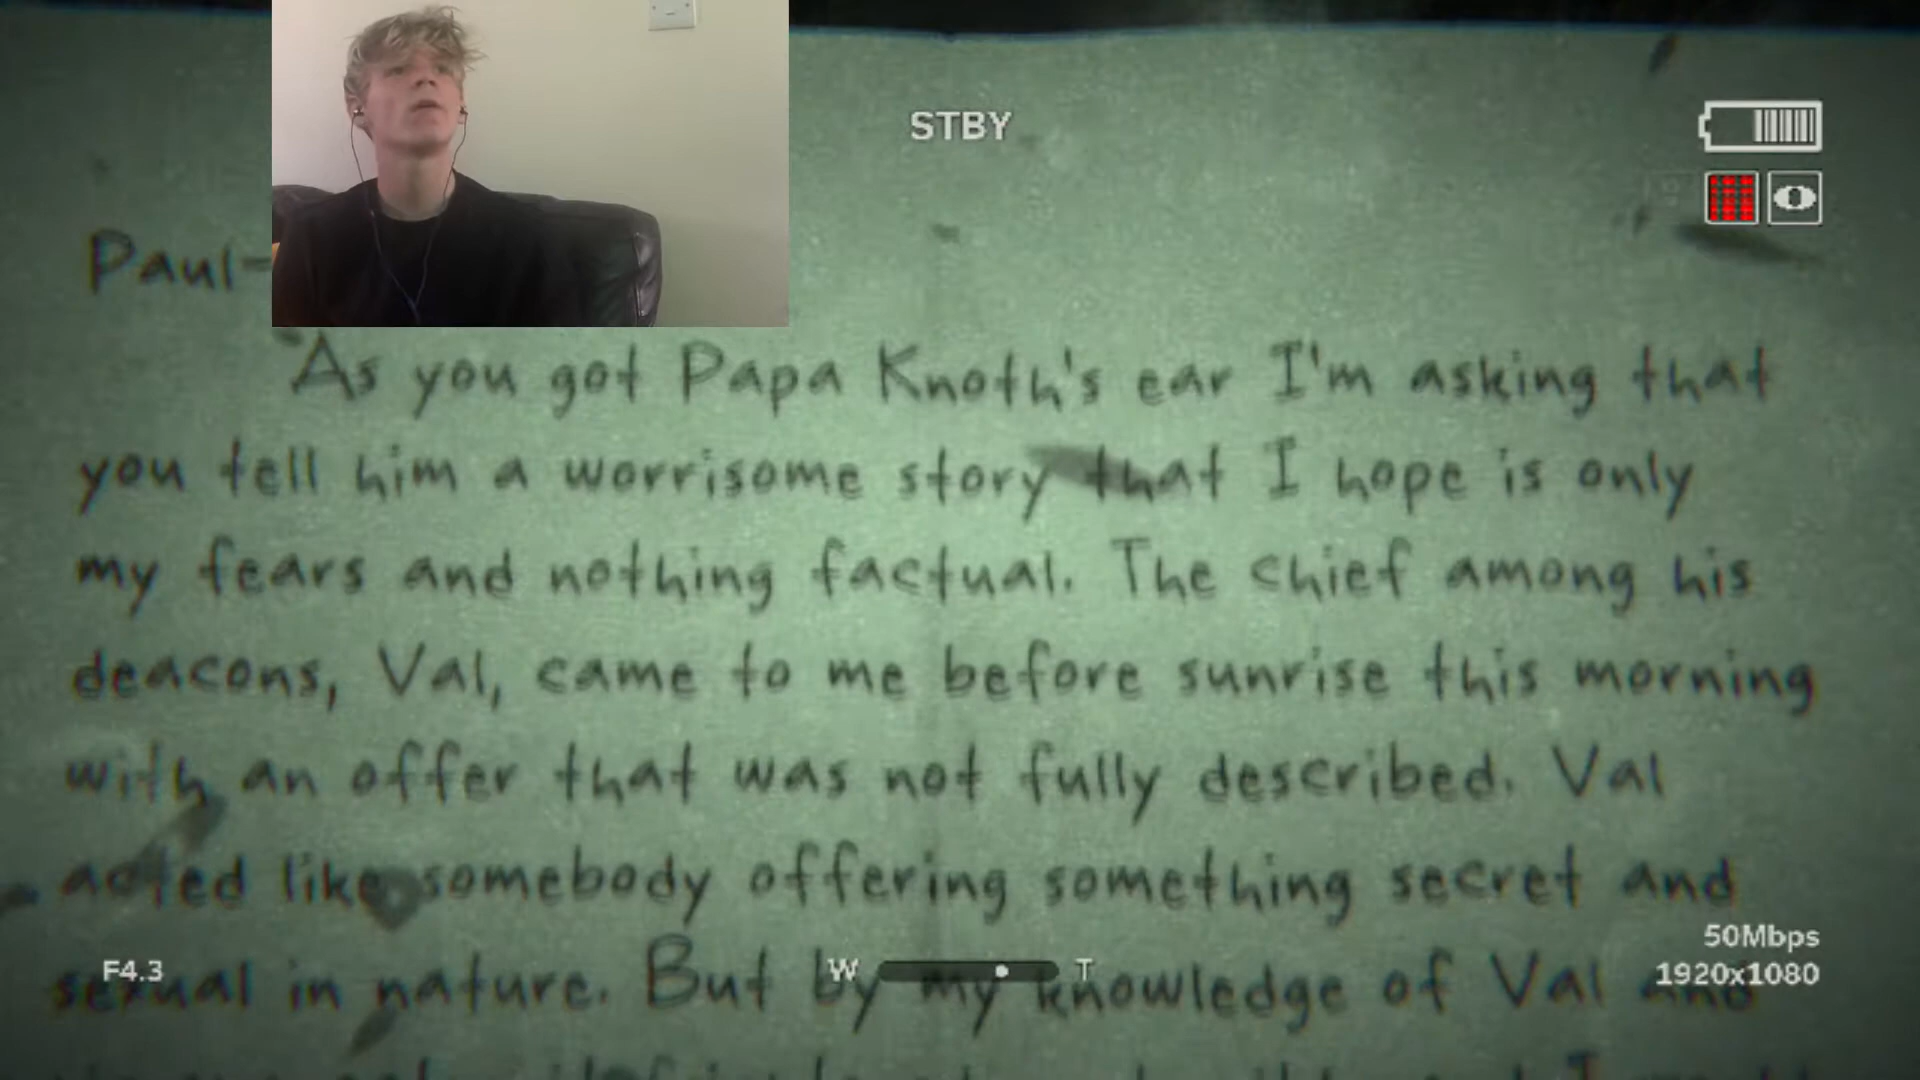 STBY
Paul-
As you got Papa Knoth's ear I'm asking that
you tell him a worrisome story that I hope is only
my fears and nothing factual. The chief among his
deacons, Val, came to me before sunrise this morning
with an offer that was not fully described. Val
acted like somebody offering something secret and
sexual in nature. But by my knowledge of Val and
50Mbps
F4.3
W T
1920x1080